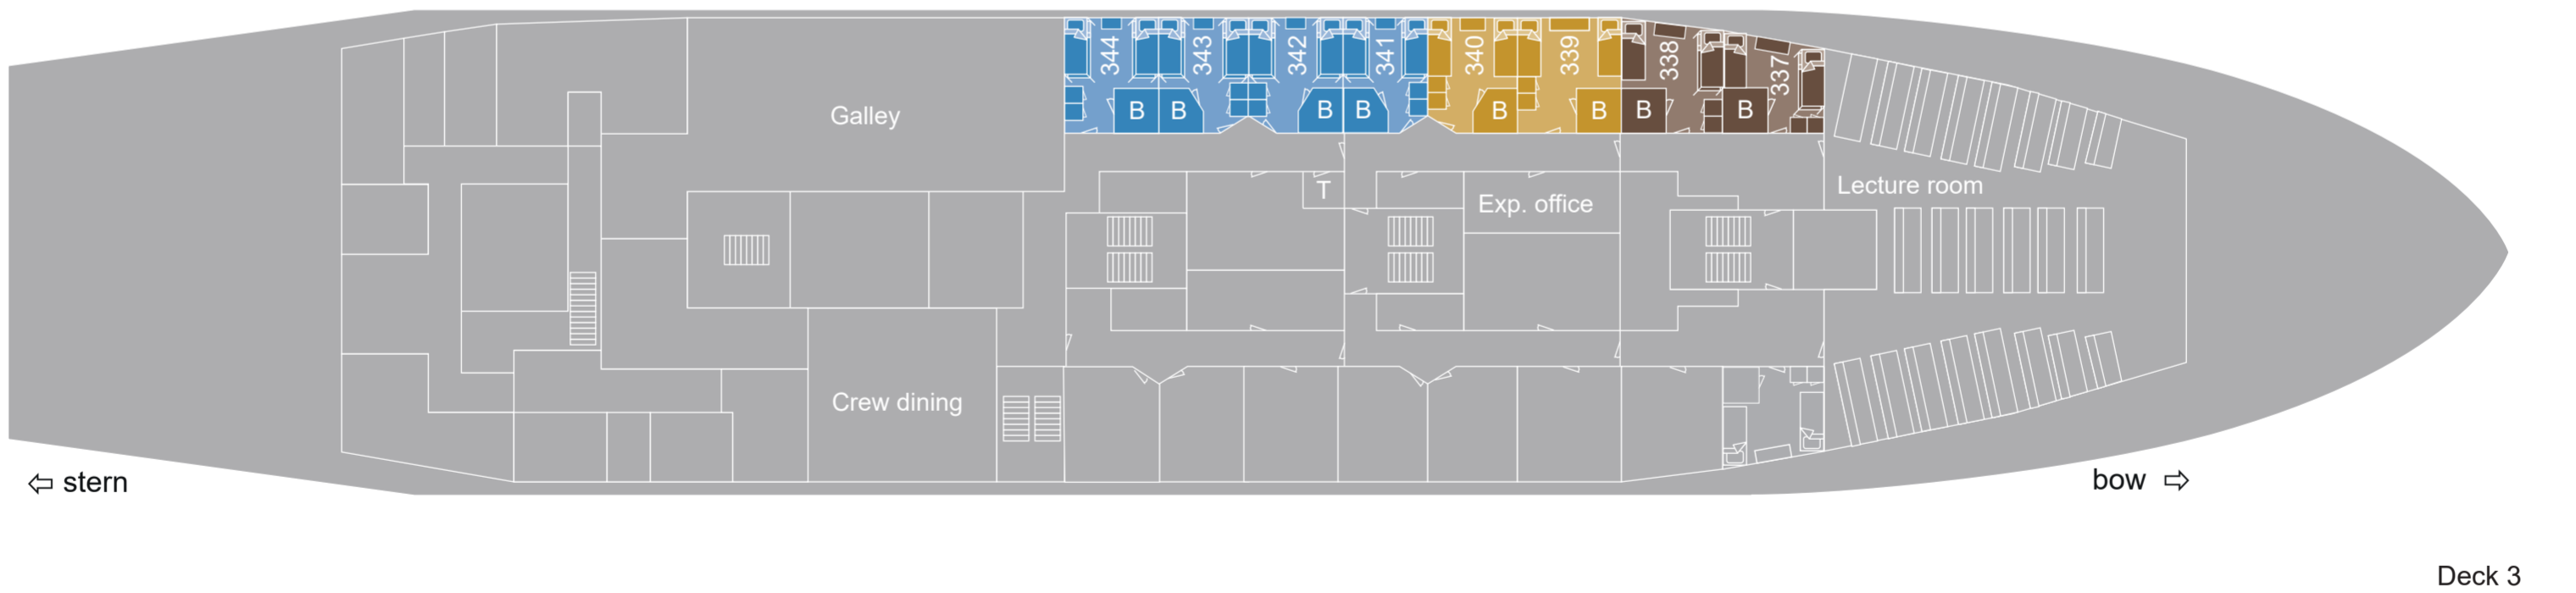 344
343
342
341
340
339
338
337
B
B
B
B
B
B
B
B
Galley
T
Exp. office
Lecture room
Crew dining
⇦ stern
bow ⇨
Deck 3